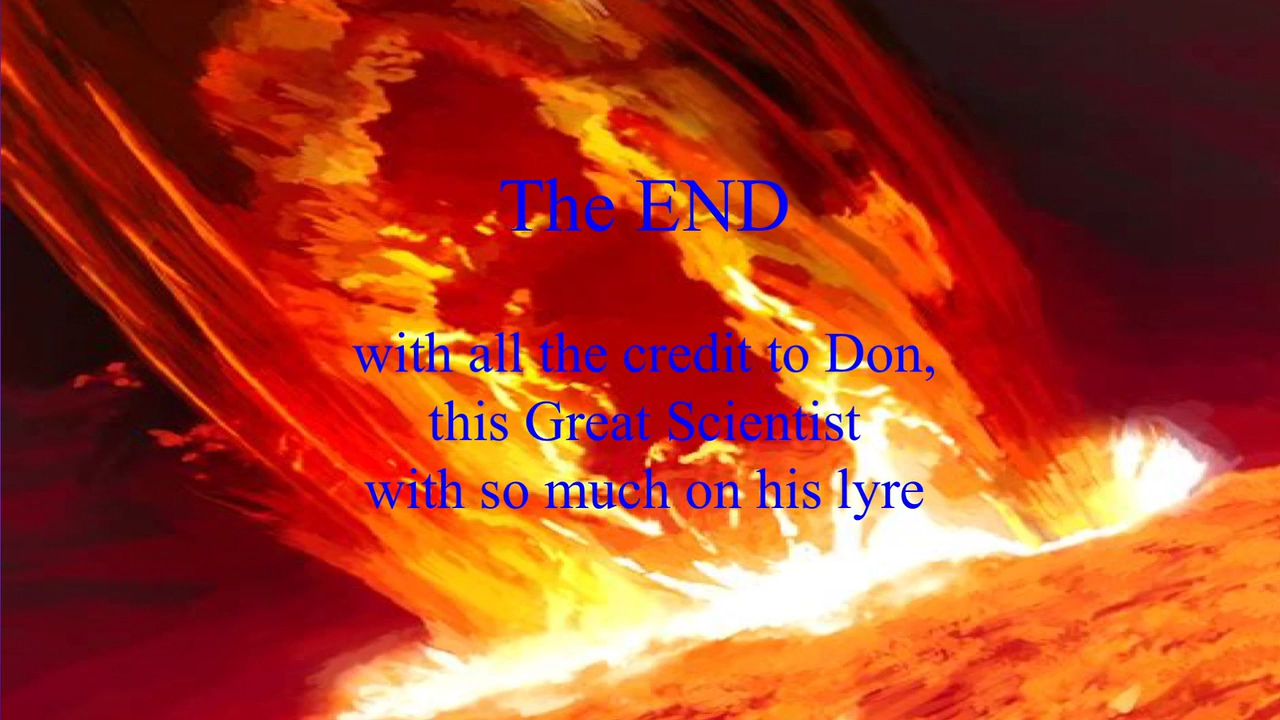 The END
with all the credit to Don,
this Great Scientist
with so much on his lyre